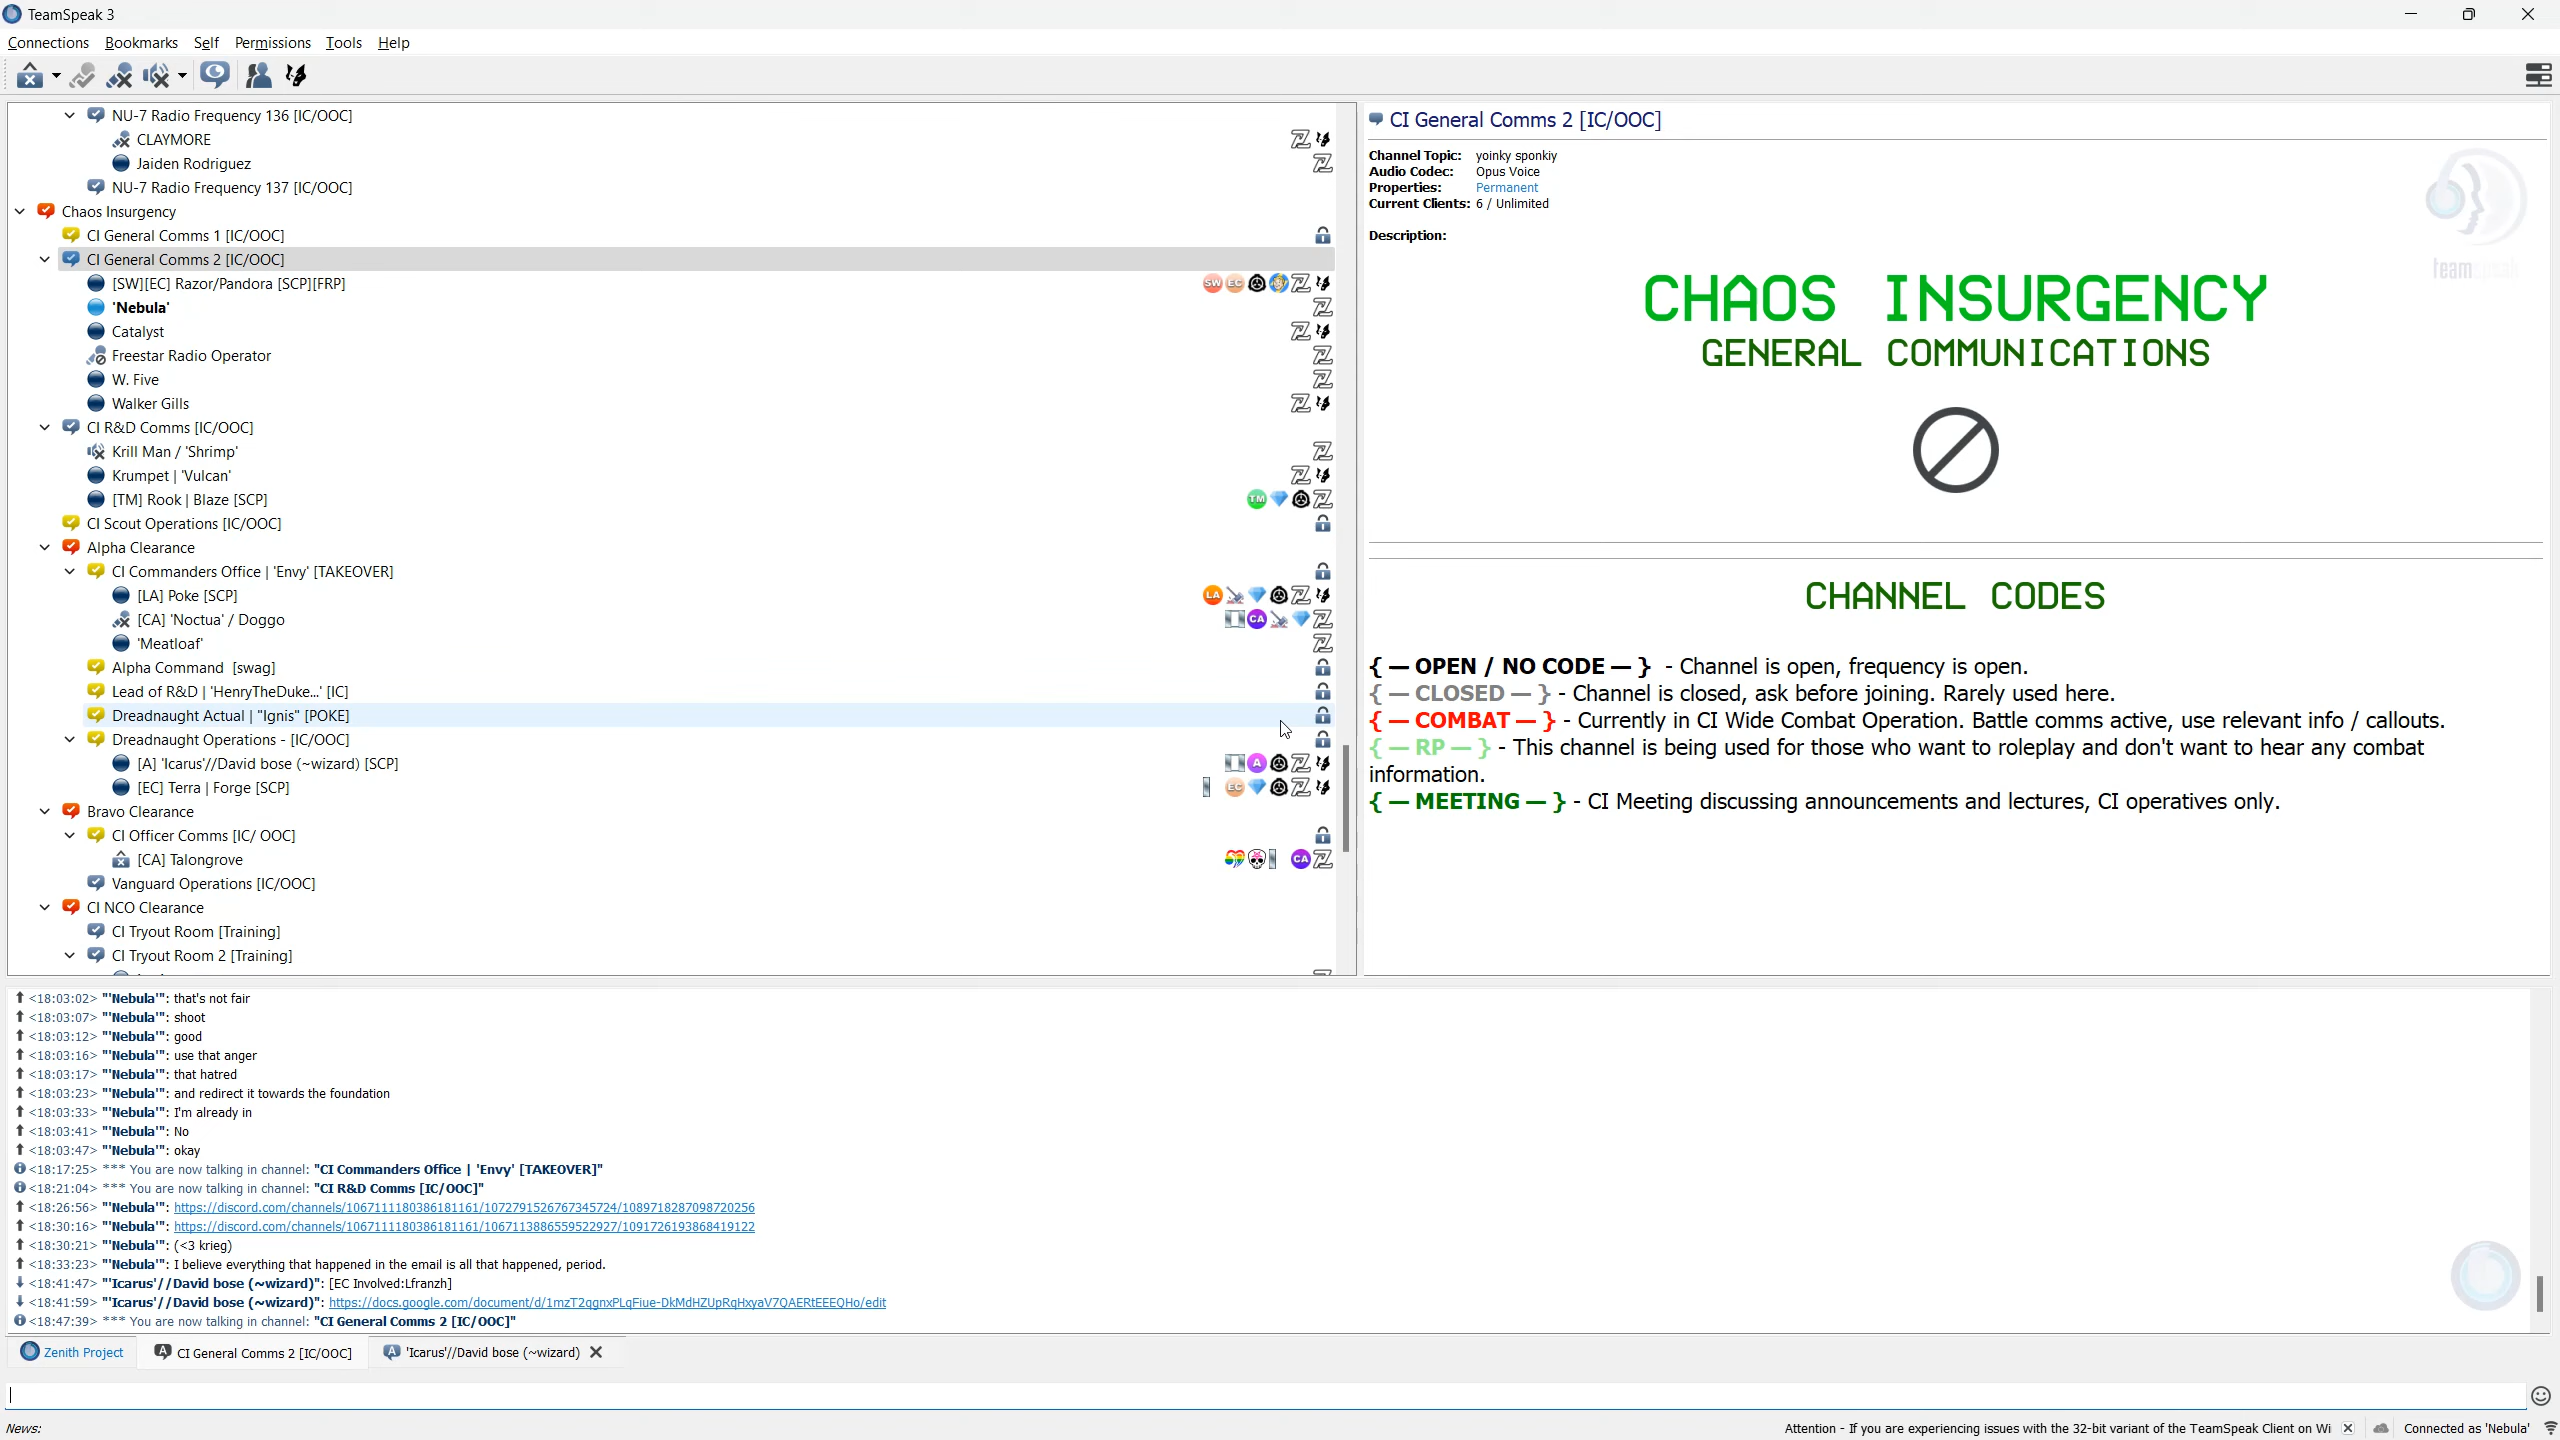 TeamSpeak 3
Connections Bookmarks Self Permissions Tools Help
NU-7 Radio Frequency 136 [IC/OOC]
CLAYMORE
Jaiden Rodriguez
NU-7 Radio Frequency 137 [IC/OOC]
Chaos Insurgency
CI General Comms 1 [IC/OOC]
CI General Comms 2 [IC/OOC]
[SW][EC] Razor/Pandora [SCP][FRP]
SW EC
'Nebula'
Catalyst
Freestar Radio Operator
W. Five
Walker Gills
CI R&D Comms [IC/OOC]
Krill Man / 'Shrimp'
Krumpet | 'Vulcan'
[TM] Rook | Blaze [SCP]
TM
CI Scout Operations [IC/OOC]
Alpha Clearance
CI Commanders Office | 'Envy' [TAKEOVER]
[LA] Poke [SCP]
LA
[CA] 'Noctua' / Doggo
CA
'Meatloaf'
Alpha Command [swag]
Lead of R&D | 'HenryTheDuke...' [IC]
Dreadnaught Actual | "Ignis" [POKE]
Dreadnaught Operations - [IC/OOC]
[A] 'Icarus'//David bose (~wizard) [SCP]
A
[EC] Terra | Forge [SCP]
EC
Bravo Clearance
CI Officer Comms [IC/ OOC]
[CA] Talongrove
CA
Vanguard Operations [IC/OOC]
CI NCO Clearance
CI Tryout Room [Training]
CI Tryout Room 2 [Training]
CI General Comms 2 [IC/OOC]
Channel Topic: yoinky sponkiy
Audio Codec: Opus Voice
Properties: Permanent
Current Clients: 6 / Unlimited
Description:
teamspeak
CHAOS INSURGENCY
GENERAL COMMUNICATIONS
CHANNEL CODES
{ — OPEN / NO CODE — } - Channel is open, frequency is open.
{ — CLOSED — } - Channel is closed, ask before joining. Rarely used here.
{ — COMBAT — } - Currently in CI Wide Combat Operation. Battle comms active, use relevant info / callouts.
{ — RP — } - This channel is being used for those who want to roleplay and don't want to hear any combat
information.
{ — MEETING — } - CI Meeting discussing announcements and lectures, CI operatives only.
<18:03:02> "'Nebula'": that's not fair
<18:03:07> "'Nebula'": shoot
<18:03:12> "'Nebula'": good
<18:03:16> "'Nebula'": use that anger
<18:03:17> "'Nebula'": that hatred
<18:03:23> "'Nebula'": and redirect it towards the foundation
<18:03:33> "'Nebula'": I'm already in
<18:03:41> "'Nebula'": No
<18:03:47> "'Nebula'": okay
<18:17:25> *** You are now talking in channel: "CI Commanders Office | 'Envy' [TAKEOVER]"
<18:21:04> *** You are now talking in channel: "CI R&D Comms [IC/OOC]"
<18:26:56> "'Nebula'": https://discord.com/channels/1067111180386181161/1072791526767345724/1089718287098720256
<18:30:16> "'Nebula'": https://discord.com/channels/1067111180386181161/1067113886559522927/1091726193868419122
<18:30:21> "'Nebula'": (<3 krieg)
<18:33:23> "'Nebula'": I believe everything that happened in the email is all that happened, period.
<18:41:47> "'Icarus'//David bose (~wizard)": [EC Involved:Lfranzh]
<18:41:59> "'Icarus'//David bose (~wizard)": https://docs.google.com/document/d/1mzT2qgnxPLqFiue-DkMdHZUpRqHxyaV7QAERtEEEQHo/edit
<18:47:39> *** You are now talking in channel: "CI General Comms 2 [IC/OOC]"
Zenith Project CI General Comms 2 [IC/OOC] 'Icarus'//David bose (~wizard)
News: Attention - If you are experiencing issues with the 32-bit variant of the TeamSpeak Client on Wi Connected as 'Nebula'